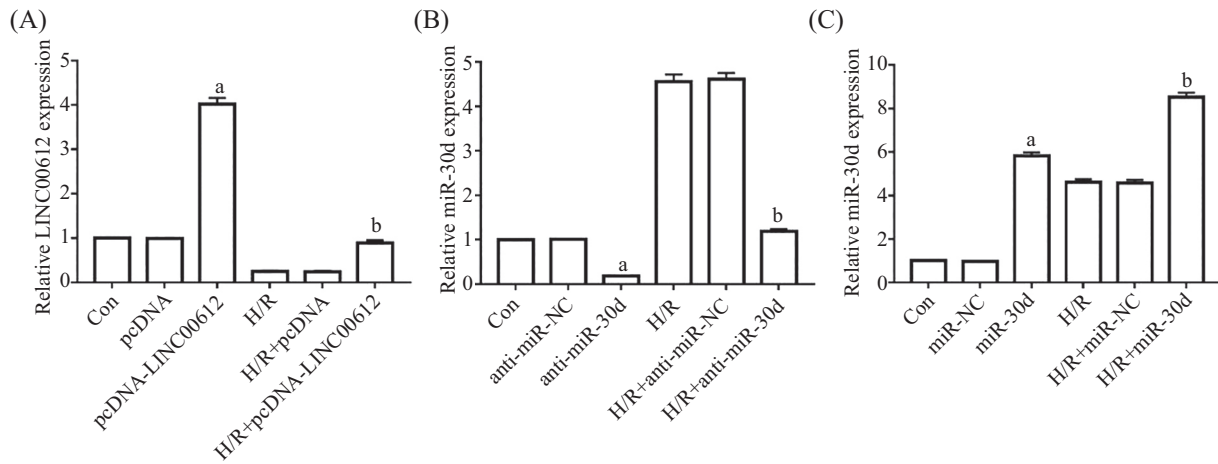 (A)
Relative LINC00612 expression
5
4
3
2
1
0
a
b
Con
pcDNA
pcDNA-LINC00612
H/R
H/R+pcDNA
H/R+pcDNA-LINC00612
(B)
Relative miR-30d expression
5
4
3
2
1
0
a
b
Con
anti-miR-NC
anti-miR-30d
H/R
H/R+anti-miR-NC
H/R+anti-miR-30d
(C)
Relative miR-30d expression
10
8
6
4
2
0
a
b
Con
miR-NC
miR-30d
H/R
H/R+miR-NC
H/R+miR-30d